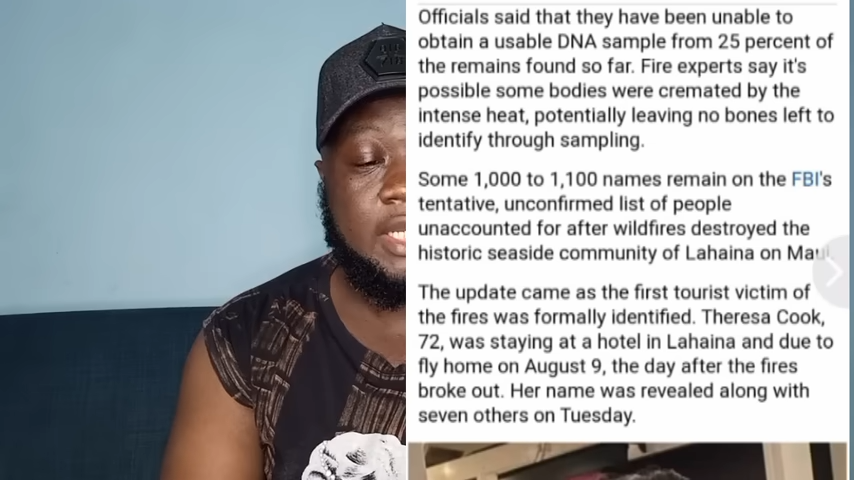 Officials said that they have been unable to
obtain a usable DNA sample from 25 percent of
the remains found so far. Fire experts say it's
possible some bodies were cremated by the
intense heat, potentially leaving no bones left to
identify through sampling.
Some 1,000 to 1,100 names remain on the FBI's
tentative, unconfirmed list of people
unaccounted for after wildfires destroyed the
historic seaside community of Lahaina on Maui.
The update came as the first tourist victim of
the fires was formally identified. Theresa Cook,
72, was staying at a hotel in Lahaina and due to
fly home on August 9, the day after the fires
broke out. Her name was revealed along with
seven others on Tuesday.